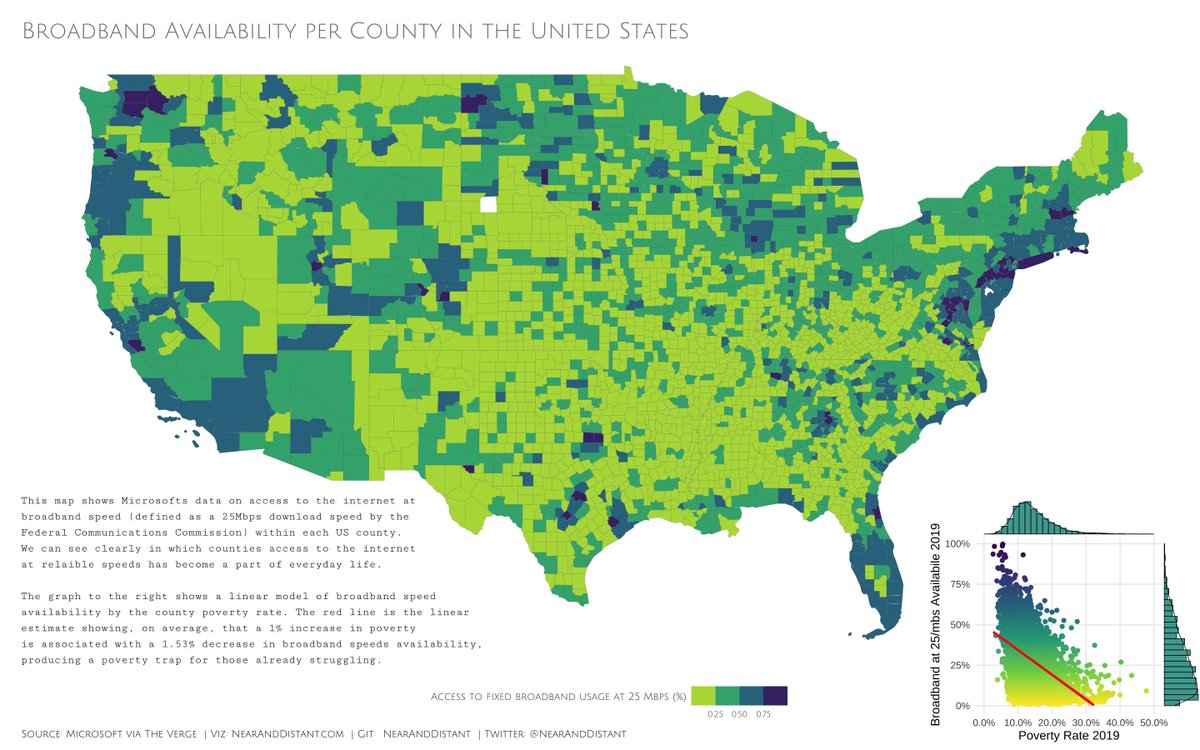 Broadband Availability per County in the United States
This map shows Microsofts data on access to the internet at
broadband speed (defined as a 25Mbps download speed by the
Federal Communications Commission) within each US county.
We can see clearly in which counties access to the internet
at relaible speeds has become a part of everyday life.
The graph to the right shows a linear model of broadband speed
availability by the county poverty rate. The red line is the linear
estimate showing, on average, that a 1% increase in poverty
is associated with a 1.53% decrease in broadband speeds availability,
producing a poverty trap for those already struggling.
Access to fixed broadband usage at 25 Mbps (%)
0.25 0.50 0.75
Broadband at 25/mbs Availabile 2019
100%
75%
50%
25%
0%
0.0% 10.0% 20.0% 30.0% 40.0% 50.0%
Poverty Rate 2019
Source: Microsoft via The Verge | Viz: NearAndDistant.com | Git: NearAndDistant | Twitter: @NearAndDistant